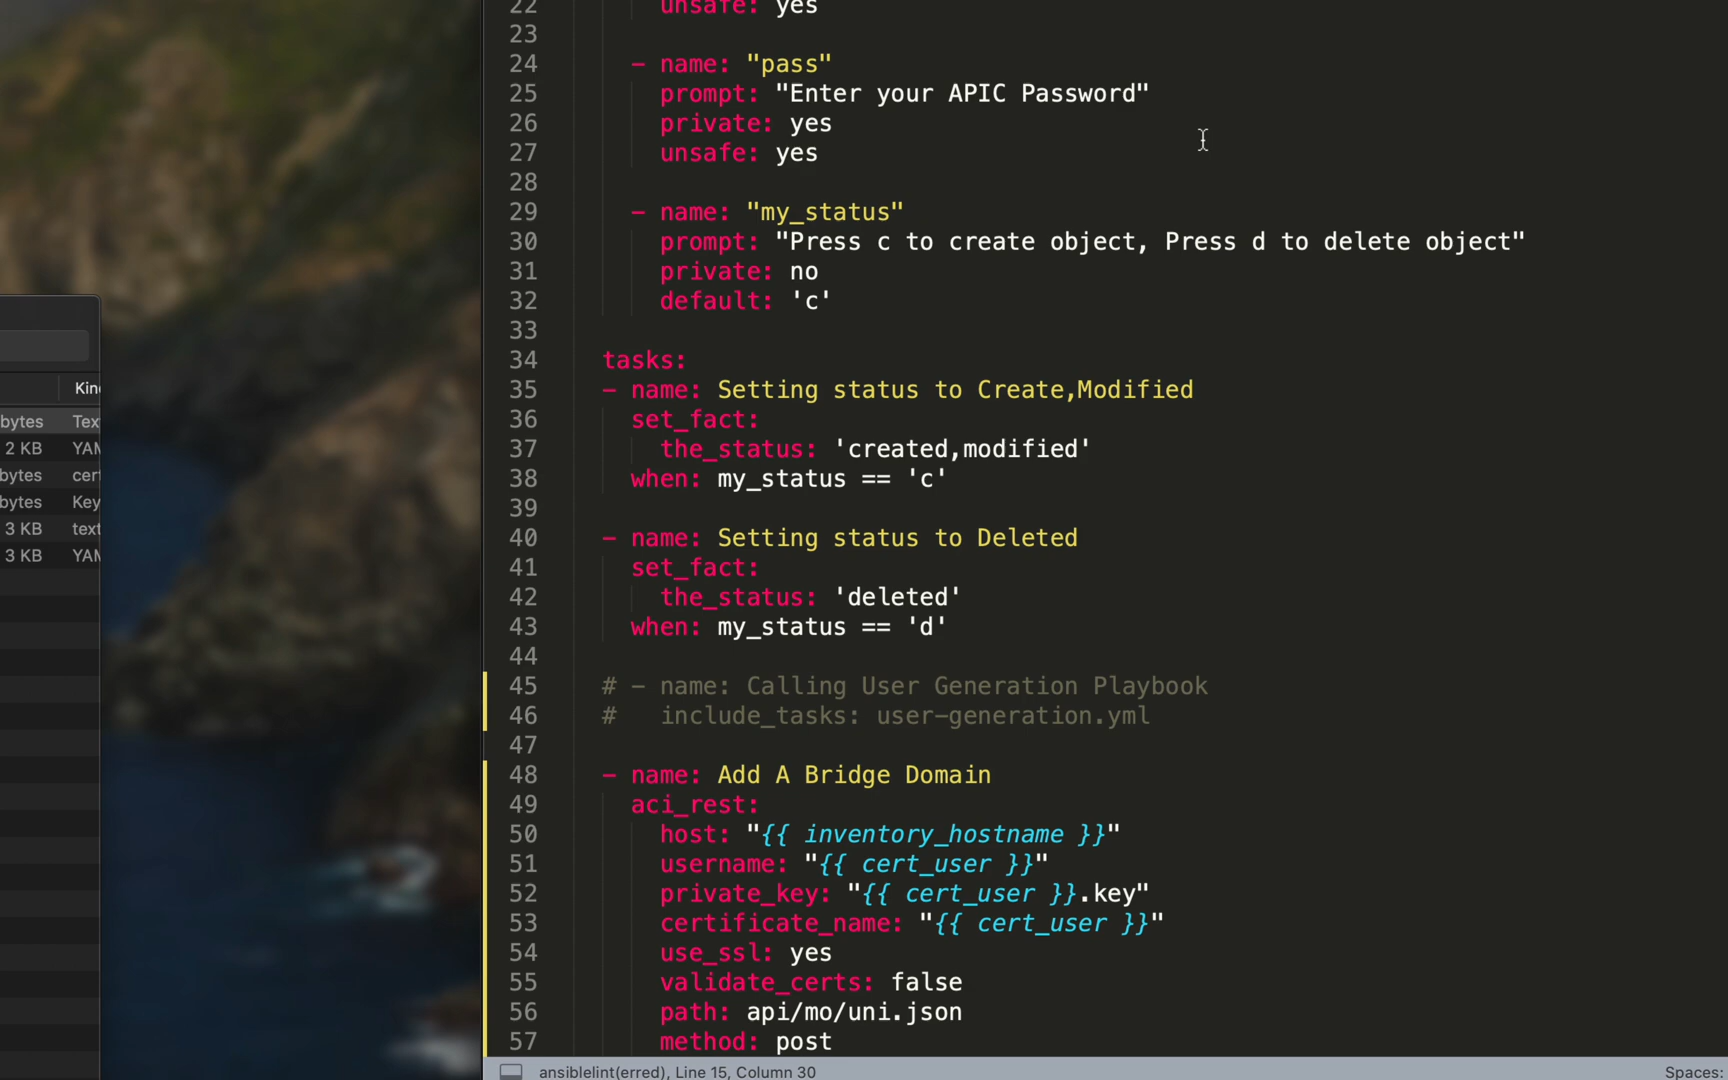 Kin
bytes Tex
2 KB YAM
bytes cer
bytes Key
3 KB text
3 KB YAM
22 unsafe: yes
23
24 - name: "pass"
25 prompt: "Enter your APIC Password"
26 private: yes
27 unsafe: yes
28
29 - name: "my_status"
30 prompt: "Press c to create object, Press d to delete object"
31 private: no
32 default: 'c'
33
34 tasks:
35 - name: Setting status to Create,Modified
36 set_fact:
37 the_status: 'created,modified'
38 when: my_status == 'c'
39
40 - name: Setting status to Deleted
41 set_fact:
42 the_status: 'deleted'
43 when: my_status == 'd'
44
45 # - name: Calling User Generation Playbook
46 # include_tasks: user-generation.yml
47
48 - name: Add A Bridge Domain
49 aci_rest:
50 host: "{{ inventory_hostname }}"
51 username: "{{ cert_user }}"
52 private_key: "{{ cert_user }}.key"
53 certificate_name: "{{ cert_user }}"
54 use_ssl: yes
55 validate_certs: false
56 path: api/mo/uni.json
57 method: post
ansiblelint(erred), Line 15, Column 30 Spaces: